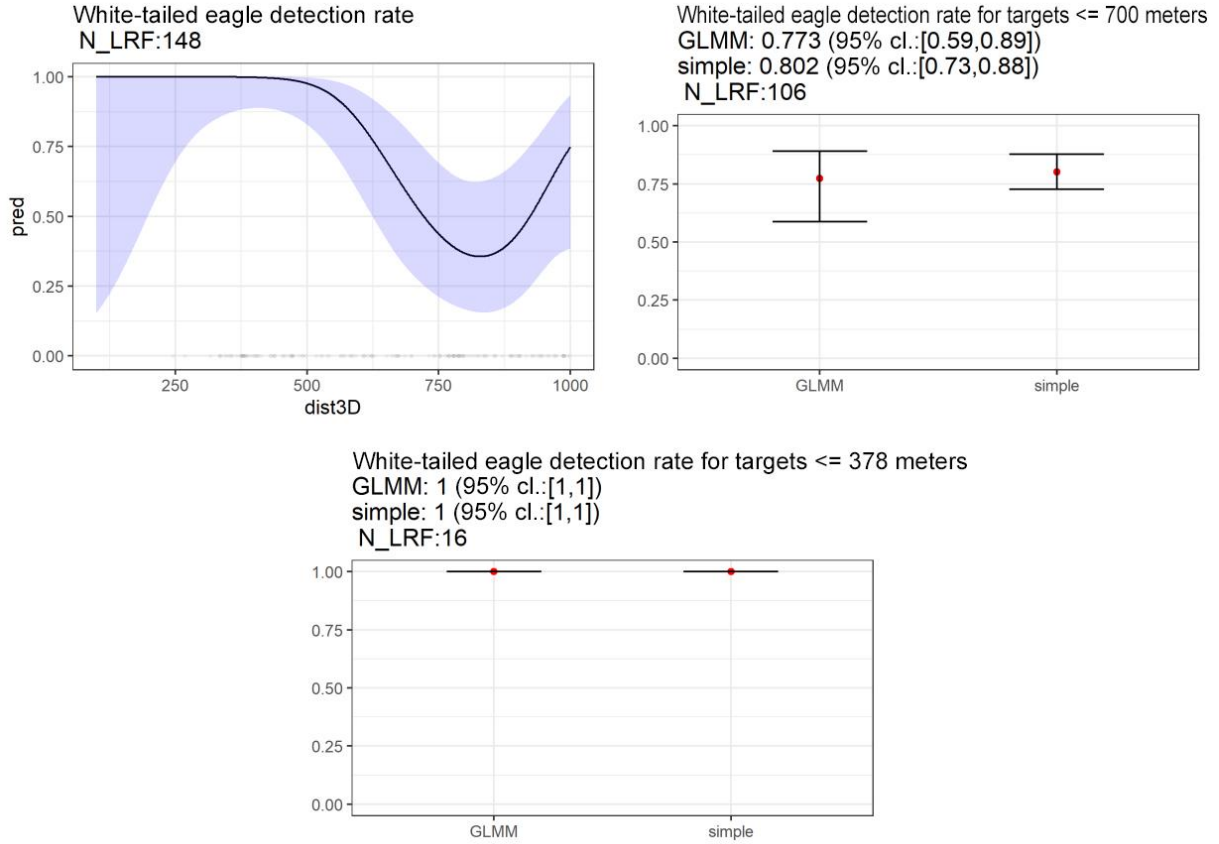 White-tailed eagle detection rate
N_LRF:148
1.00
0.75
0.50
0.25
0.00
pred
250 500 750 1000
dist3D
White-tailed eagle detection rate for targets <= 700 meters
GLMM: 0.773 (95% cl.:[0.59,0.89])
simple: 0.802 (95% cl.:[0.73,0.88])
N_LRF:106
1.00
0.75
0.50
0.25
0.00
GLMM simple
White-tailed eagle detection rate for targets <= 378 meters
GLMM: 1 (95% cl.:[1,1])
simple: 1 (95% cl.:[1,1])
N_LRF:16
1.00
0.75
0.50
0.25
0.00
GLMM simple